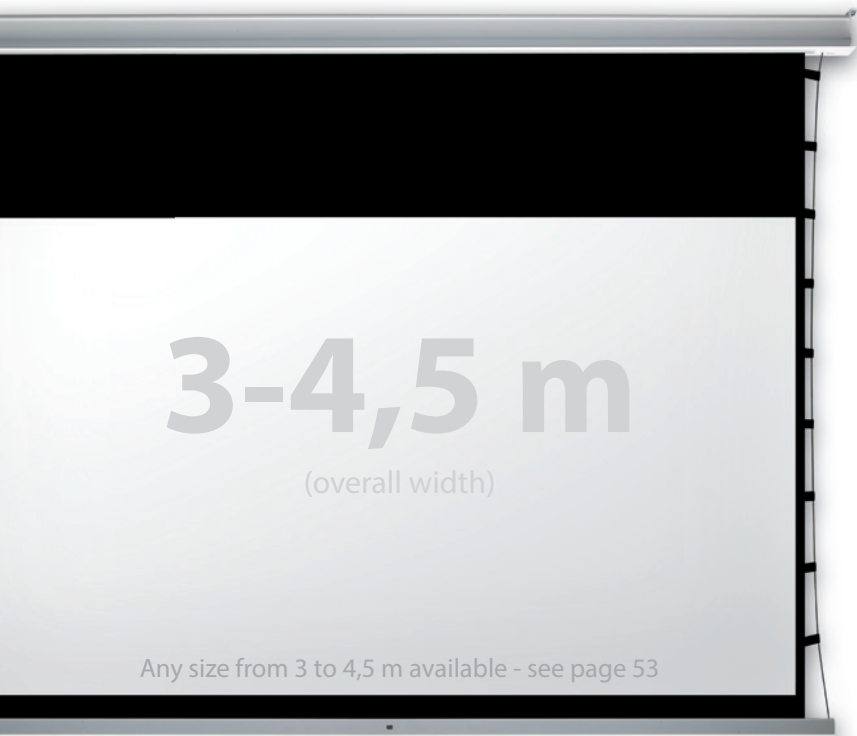 3-4,5 m
(overall width)
Any size from 3 to 4,5 m available - see page 53